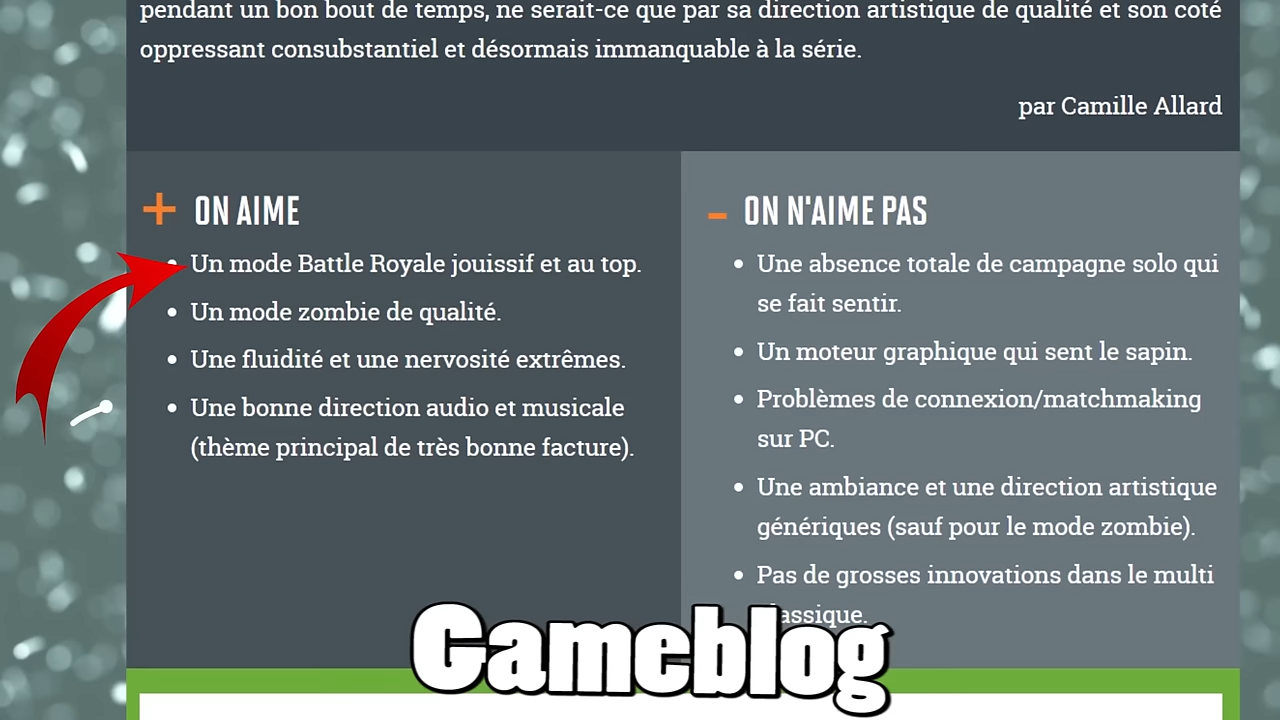 pendant un bon bout de temps, ne serait-ce que par sa direction artistique de qualité et son coté
oppressant consubstantiel et désormais immanquable à la série.
par Camille Allard
+ ON AIME
• Un mode Battle Royale jouissif et au top.
• Un mode zombie de qualité.
• Une fluidité et une nervosité extrêmes.
• Une bonne direction audio et musicale
(thème principal de très bonne facture).
- ON N'AIME PAS
• Une absence totale de campagne solo qui
se fait sentir.
• Un moteur graphique qui sent le sapin.
• Problèmes de connexion/matchmaking
sur PC.
• Une ambiance et une direction artistique
génériques (sauf pour le mode zombie).
• Pas de grosses innovations dans le multi
classique.
Gameblog